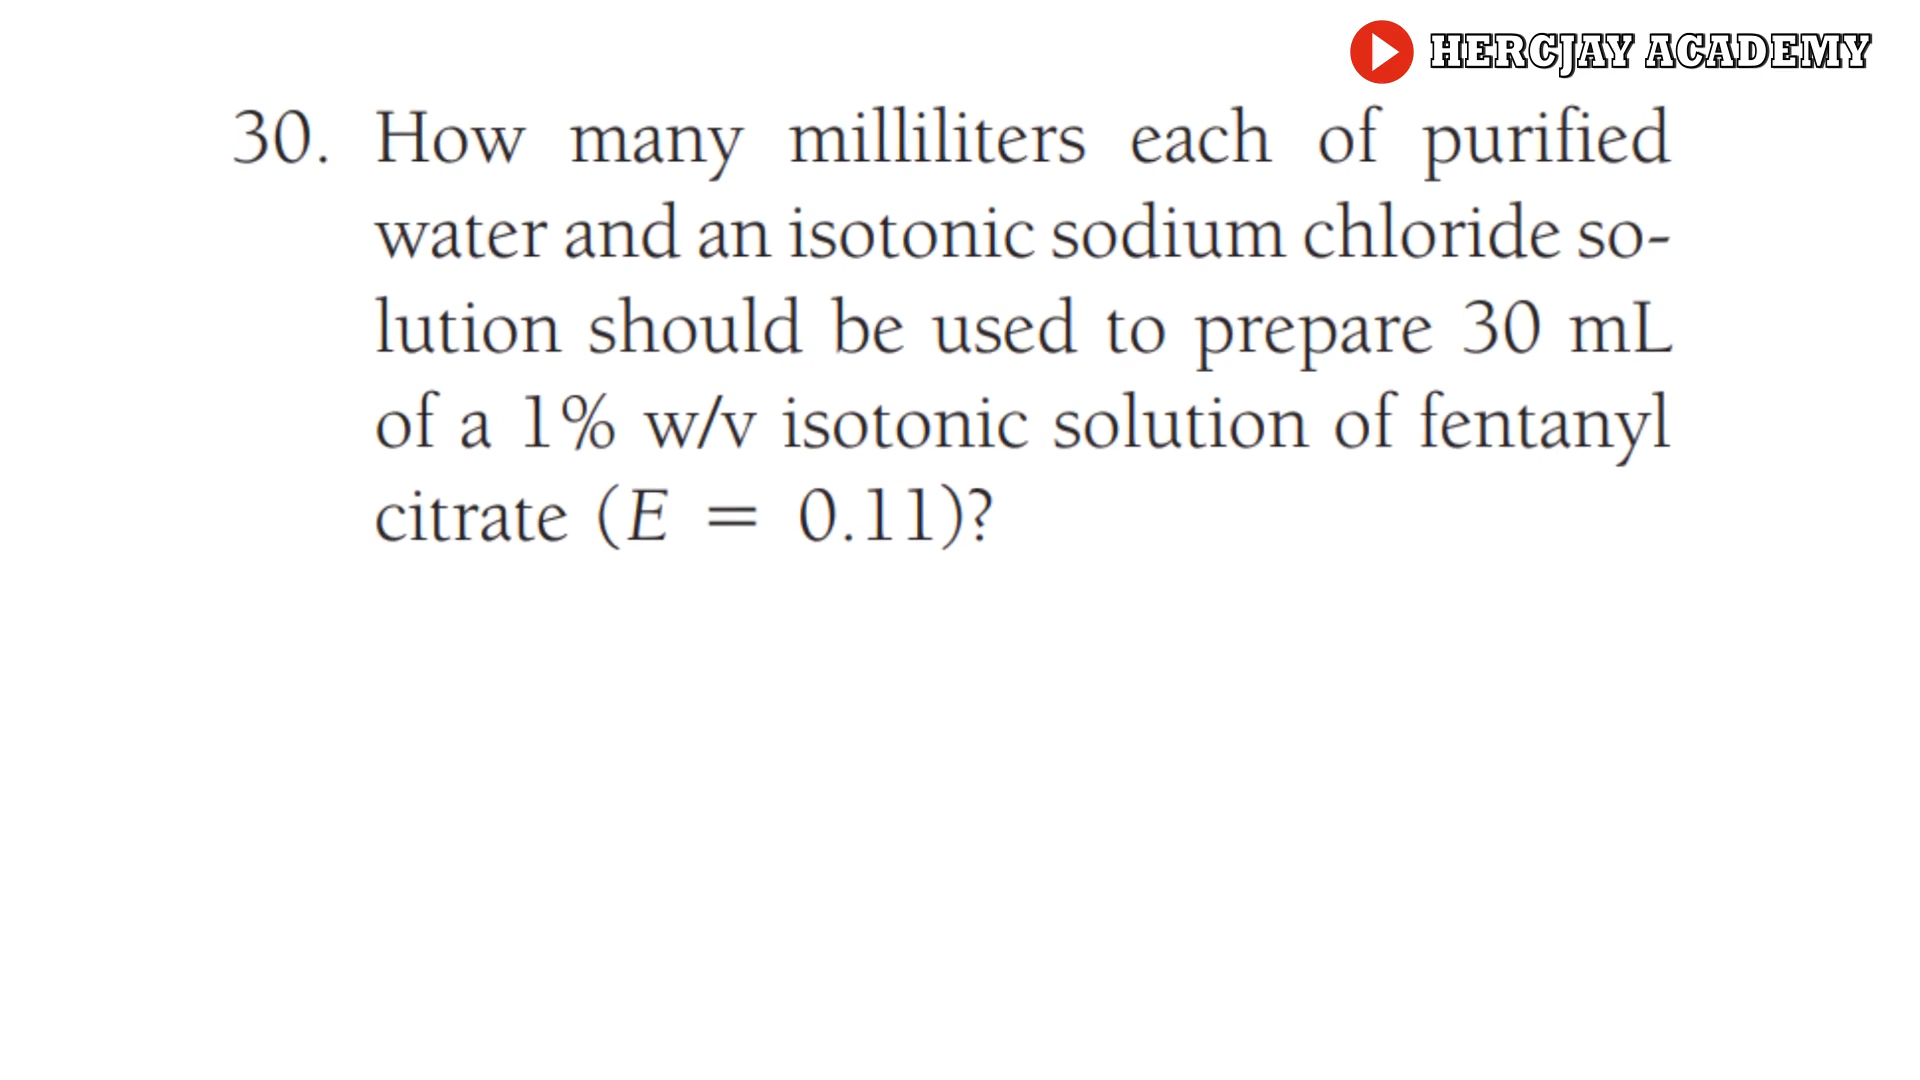 HERCJAY ACADEMY
30. How many milliliters each of purified
water and an isotonic sodium chloride so-
lution should be used to prepare 30 mL
of a 1% w/v isotonic solution of fentanyl
citrate (E = 0.11)?